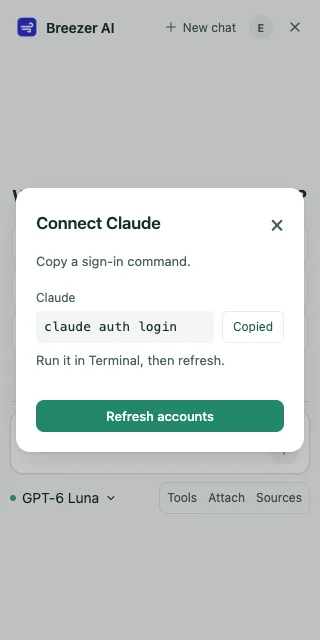 Breezer AI
+ New chat
E
Connect Claude
Copy a sign-in command.
Claude
claude auth login
Copied
Run it in Terminal, then refresh.
Refresh accounts
GPT-6 Luna
Tools Attach Sources